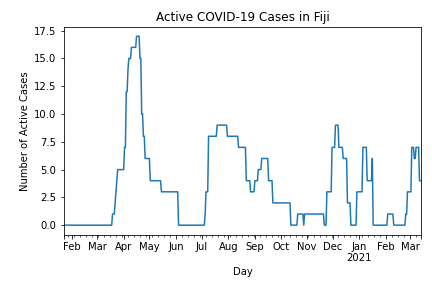 Active COVID-19 Cases in Fiji
Number of Active Cases
17.5
15.0
12.5
10.0
7.5
5.0
2.5
0.0
Feb Mar Apr May Jun Jul Aug Sep Oct Nov Dec Jan Feb Mar
2021
Day